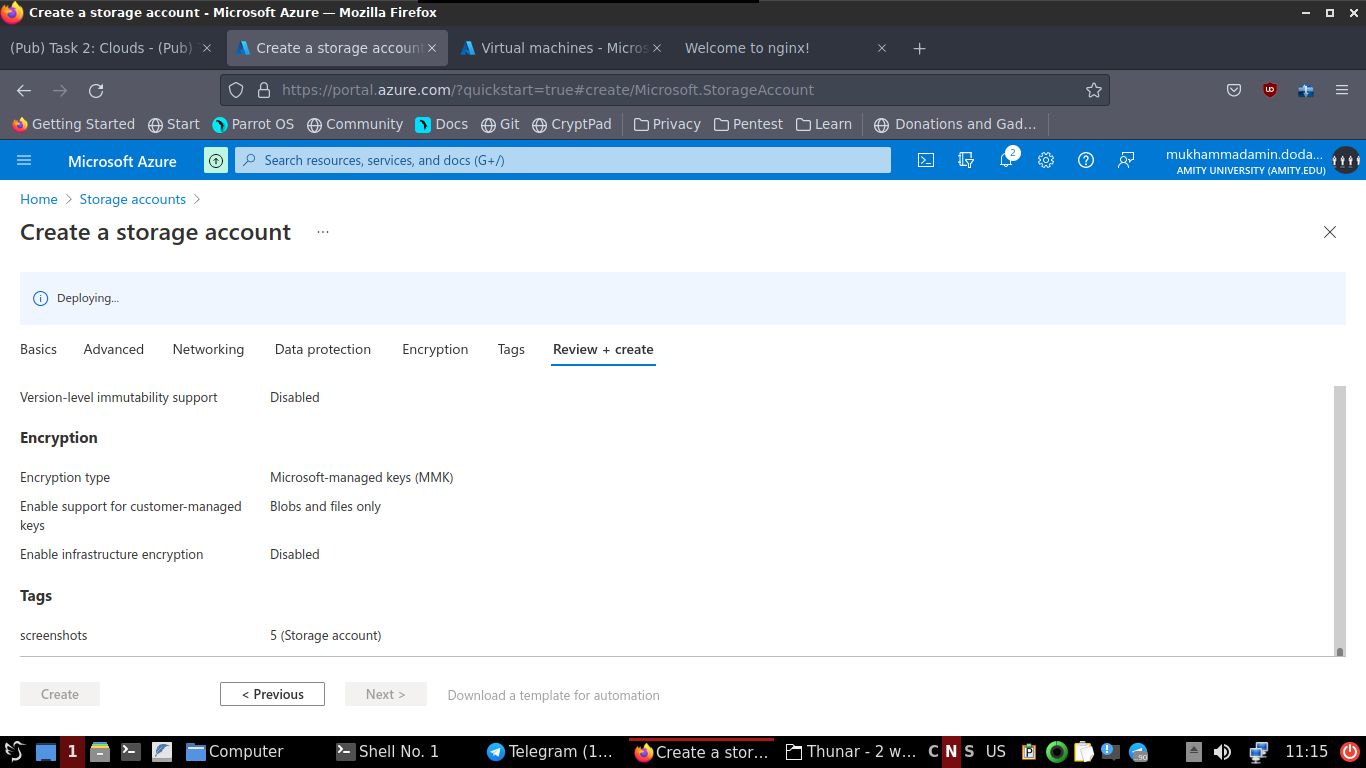 Create a storage account - Microsoft Azure — Mozilla Firefox
(Pub) Task 2: Clouds - (Pub)
Create a storage account
Virtual machines - Micros
Welcome to nginx!
https://portal.azure.com/?quickstart=true#create/Microsoft.StorageAccount
Getting Started Start Parrot OS Community Docs Git CryptPad Privacy Pentest Learn Donations and Gad...
Microsoft Azure
Search resources, services, and docs (G+/)
2
mukhammadamin.doda...
AMITY UNIVERSITY (AMITY.EDU)
Home > Storage accounts >
Create a storage account ...
Deploying...
Basics Advanced Networking Data protection Encryption Tags Review + create
Version-level immutability support Disabled
Encryption
Encryption type Microsoft-managed keys (MMK)
Enable support for customer-managed keys Blobs and files only
Enable infrastructure encryption Disabled
Tags
screenshots 5 (Storage account)
Create < Previous Next > Download a template for automation
1 Computer Shell No. 1 Telegram (1... Create a stor... Thunar - 2 w... C N S US 90 11:15